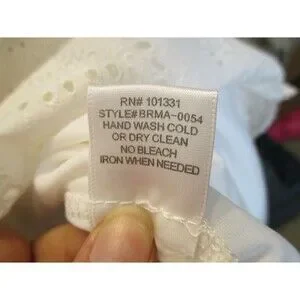 RN# 101331
STYLE# BRMA-0054
HAND WASH COLD
OR DRY CLEAN
NO BLEACH
IRON WHEN NEEDED